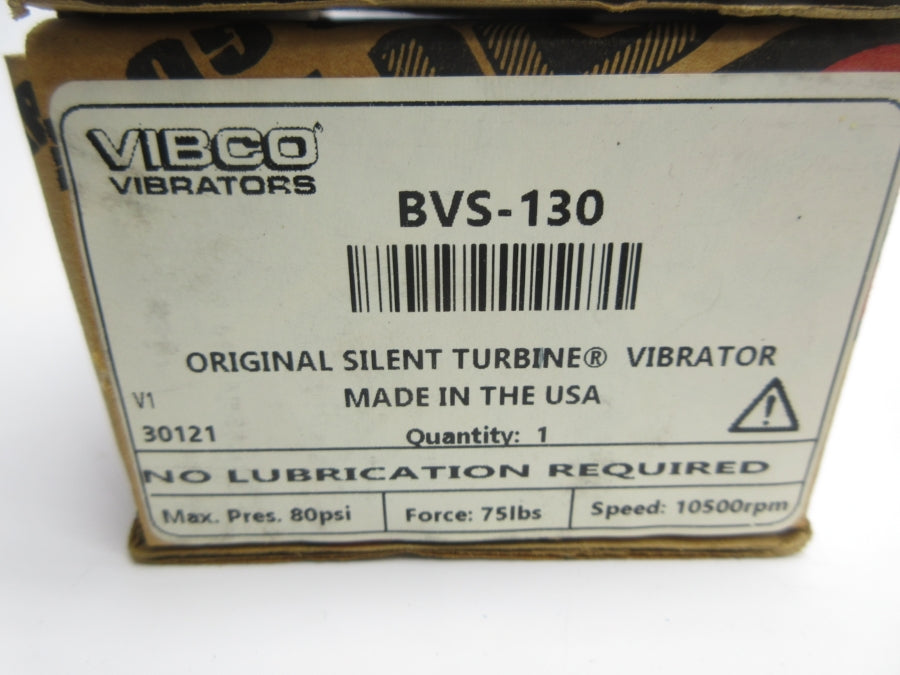 VIBCO
VIBRATORS
BVS-130
ORIGINAL SILENT TURBINE® VIBRATOR
V1
MADE IN THE USA
30121
Quantity: 1
NO LUBRICATION REQUIRED
Max. Pres. 80psi
Force: 75lbs
Speed: 10500rpm